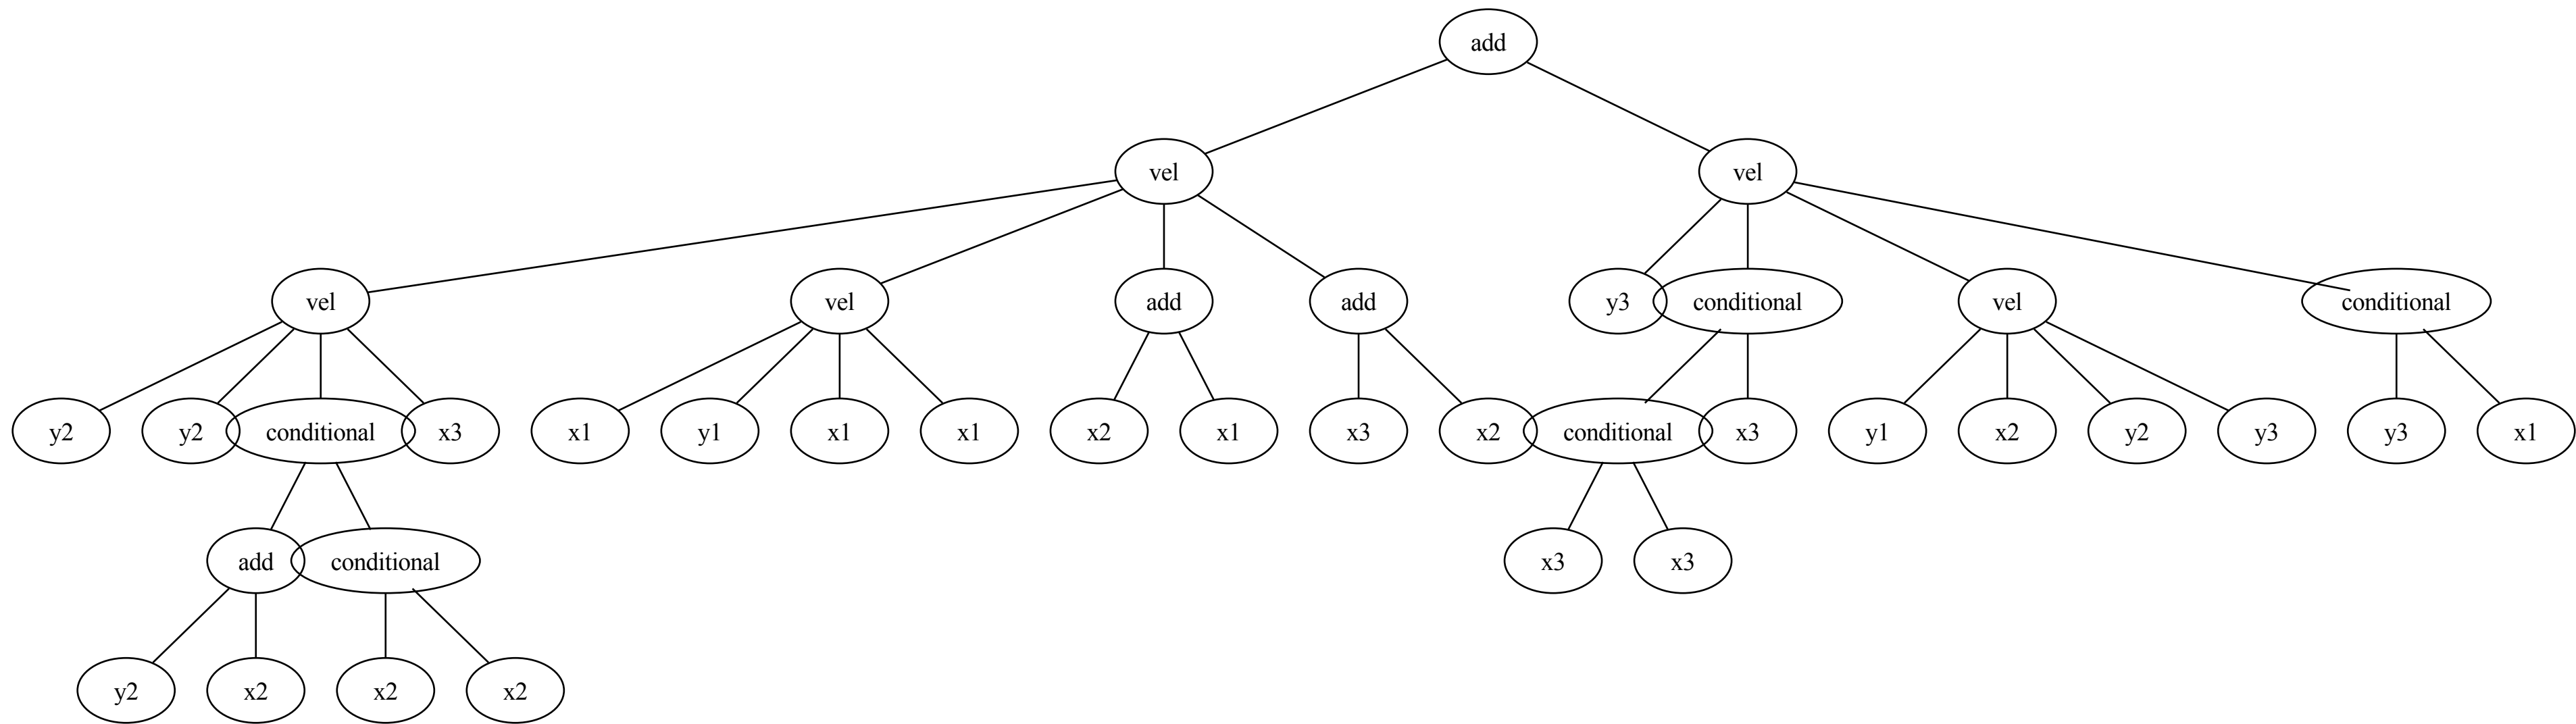 add
vel vel
vel vel add add y3 conditional vel conditional
y2 y2 conditional x3 x1 y1 x1 x1 x2 x1 x3 x2 conditional x3 y1 x2 y2 y3 y3 x1
add conditional x3 x3
y2 x2 x2 x2